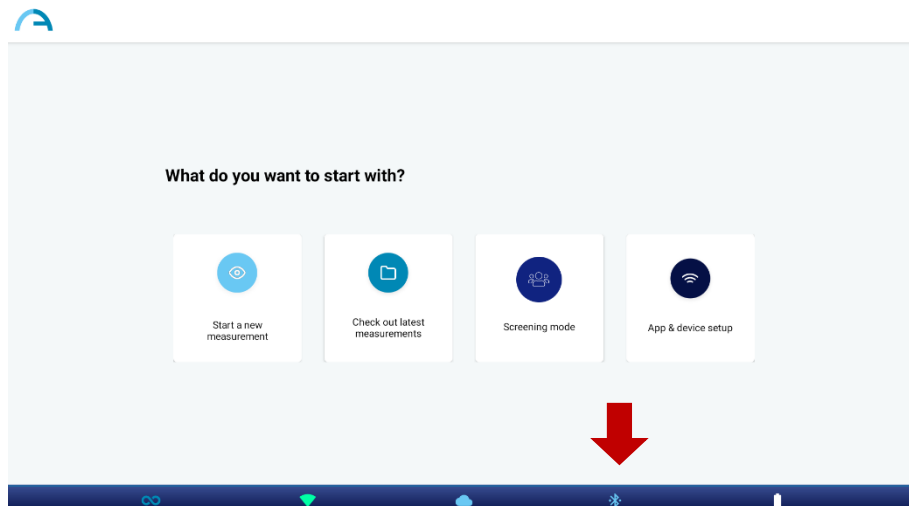 What do you want to start with?
Start a new
measurement
Check out latest
measurements
Screening mode
App & device setup